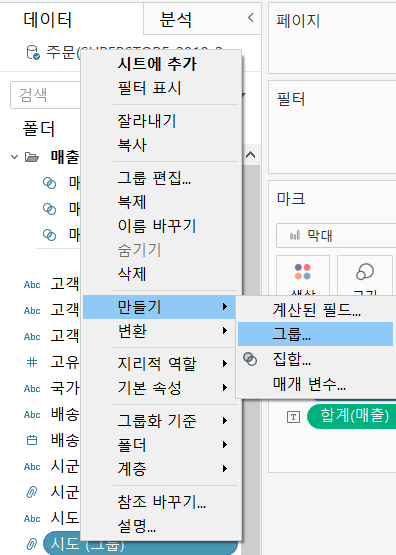 데이터
분석
페이지
주문(SUPERSTORE_2019_2
시트에 추가
필터 표시
필터
검색
잘라내기
복사
폴더
매출
그룹 편집...
복제
이름 바꾸기
숨기기
삭제
마크
막대
색상
크기
만들기
변환
계산된 필드...
그룹...
집합...
매개 변수...
지리적 역할
기본 속성
그룹화 기준
폴더
계층
참조 바꾸기...
설명...
매
매
매
Abc 고객
Abc 고객
Abc 고객
# 고유
Abc 국가
Abc 배송
배송
Abc 시군
시군
Abc 시도
시도 (그룹)
T 합계(매출)